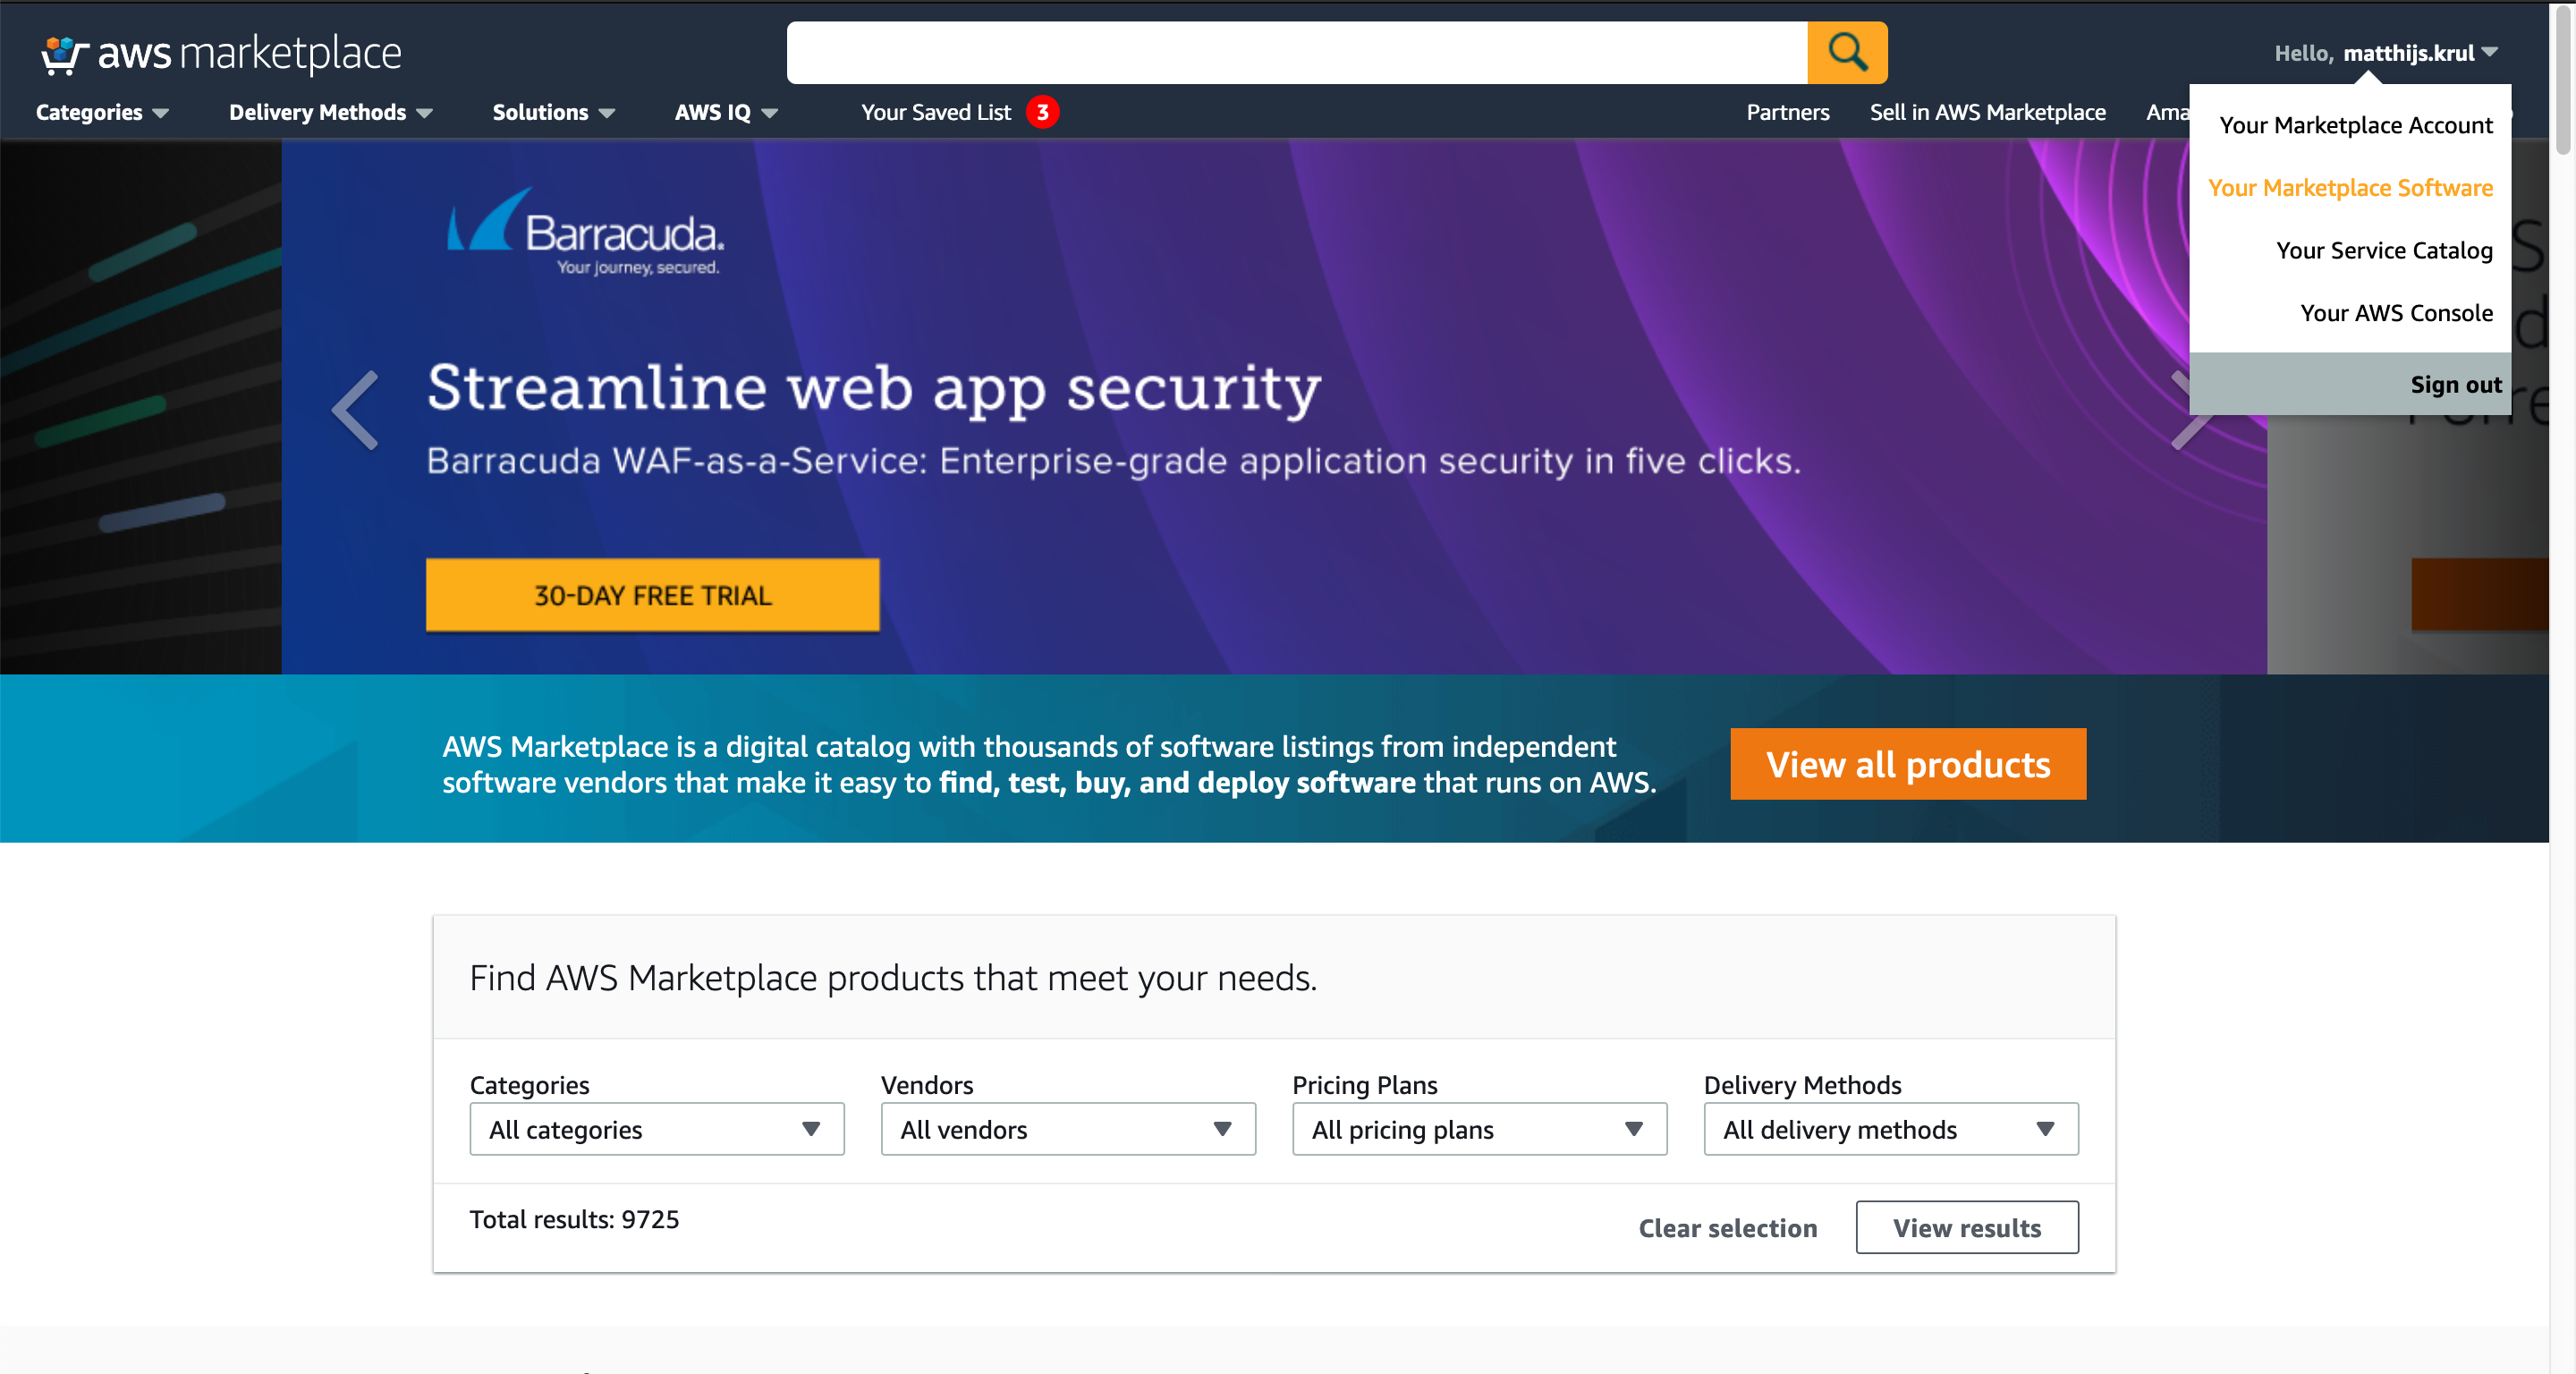 aws marketplace
Hello, matthijs.krul
Categories
Delivery Methods
Solutions
AWS IQ
Your Saved List 3
Partners
Sell in AWS Marketplace
Your Marketplace Account
Your Marketplace Software
Your Service Catalog
Your AWS Console
Sign out
Barracuda.
Your journey, secured.
Streamline web app security
Barracuda WAF-as-a-Service: Enterprise-grade application security in five clicks.
30-DAY FREE TRIAL
AWS Marketplace is a digital catalog with thousands of software listings from independent
software vendors that make it easy to find, test, buy, and deploy software that runs on AWS.
View all products
Find AWS Marketplace products that meet your needs.
Categories
Vendors
Pricing Plans
Delivery Methods
All categories
All vendors
All pricing plans
All delivery methods
Total results: 9725
Clear selection
View results